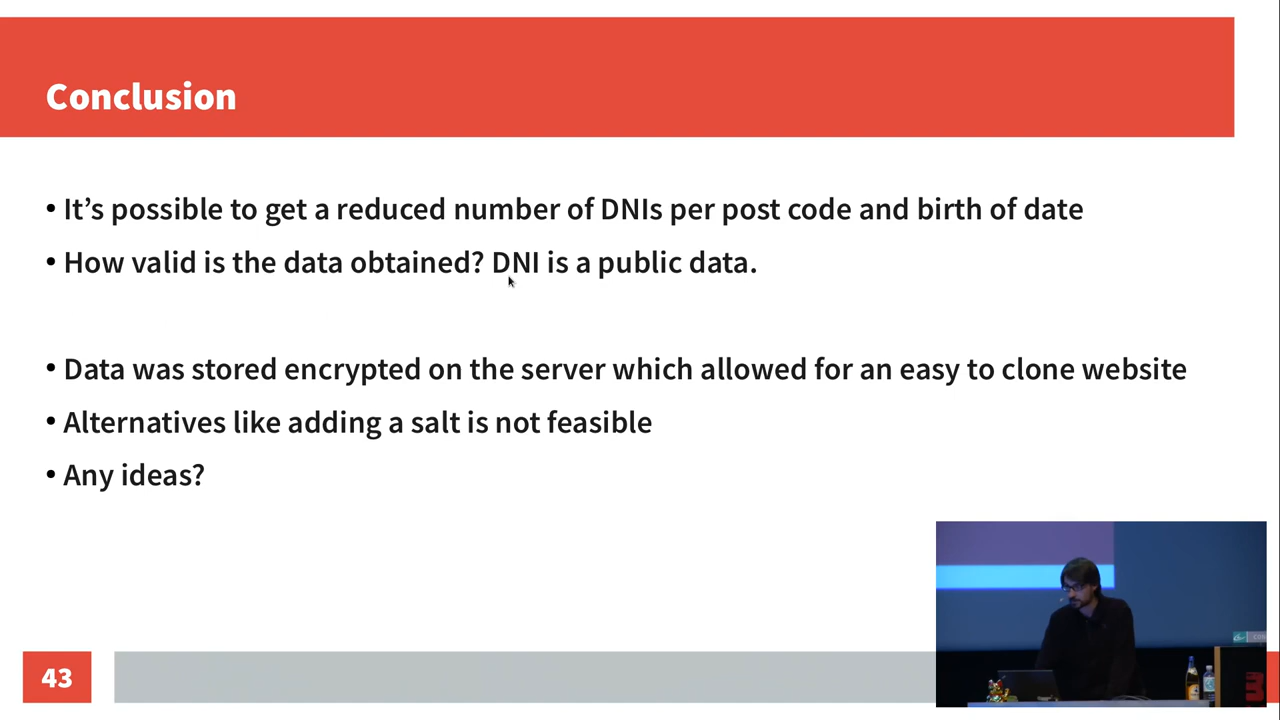 Conclusion
• It’s possible to get a reduced number of DNIs per post code and birth of date
• How valid is the data obtained? DNI is a public data.
• Data was stored encrypted on the server which allowed for an easy to clone website
• Alternatives like adding a salt is not feasible
• Any ideas?
43